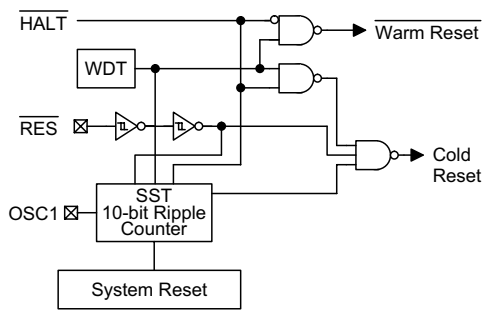 HALT
Warm Reset
WDT
RES
Cold
Reset
SST
10-bit Ripple
Counter
OSC1
System Reset